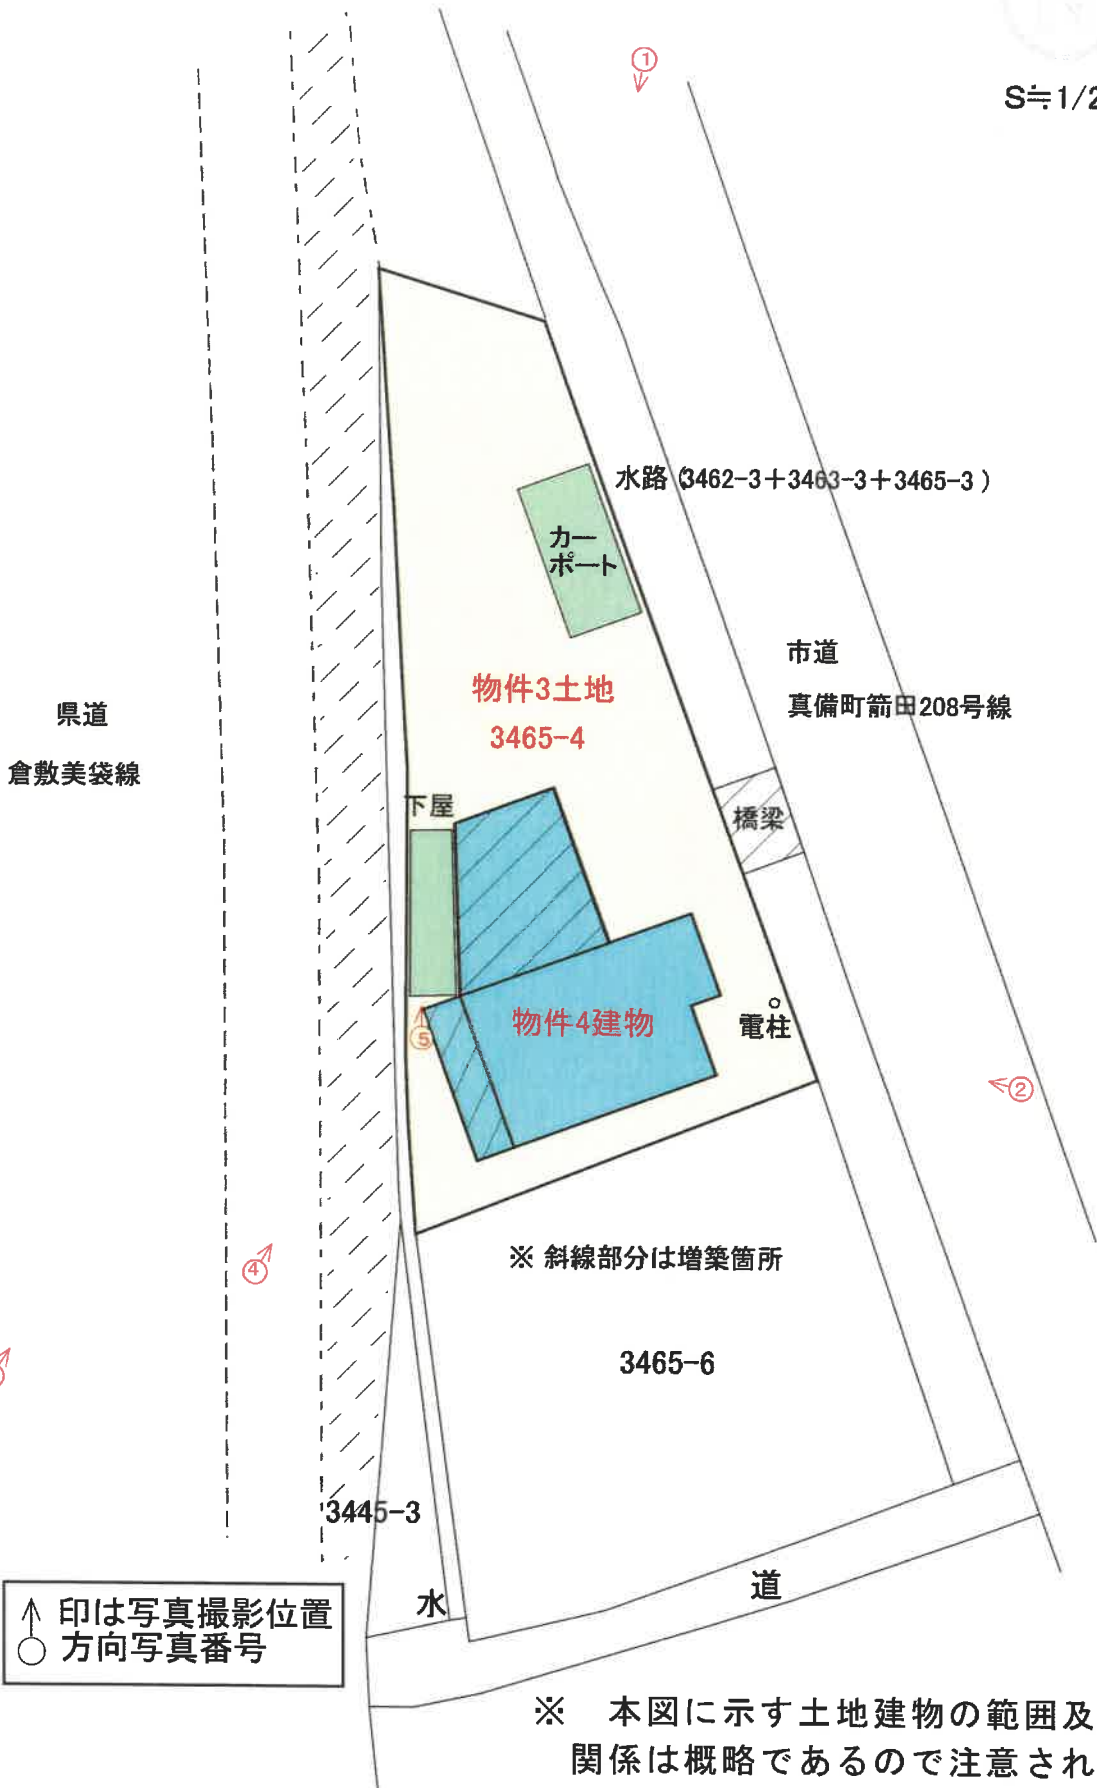 ①
S≒1/2
水路(3462-3+3463-3+3465-3)
カー
ポート
市道
真備町箭田208号線
物件3土地
3465-4
県道
倉敷美袋線
下屋
橋梁
物件4建物
電柱
⑤
②
※ 斜線部分は増築箇所
④
3465-6
3445-3
水
道
印は写真撮影位置
方向写真番号
※ 本図に示す土地建物の範囲及
関係は概略であるので注意され